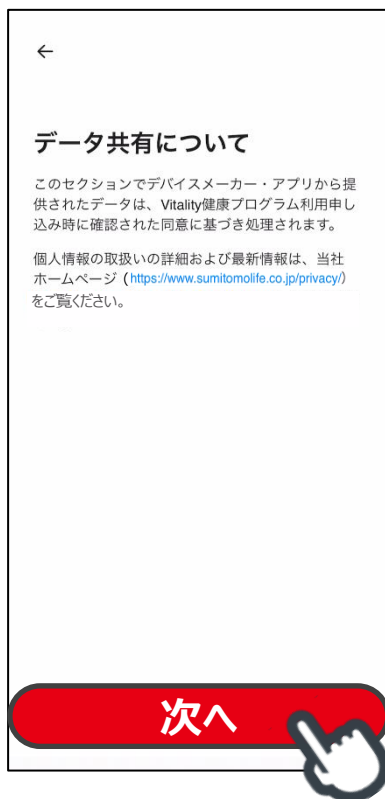 データ共有について
このセクションでデバイスメーカー・アプリから提
供されたデータは、Vitality健康プログラム利用申し
込み時に確認された同意に基づき処理されます。
個人情報の取扱いの詳細および最新情報は、当社
ホームページ（https://www.sumitomolife.co.jp/privacy/）
をご覧ください。
次へ